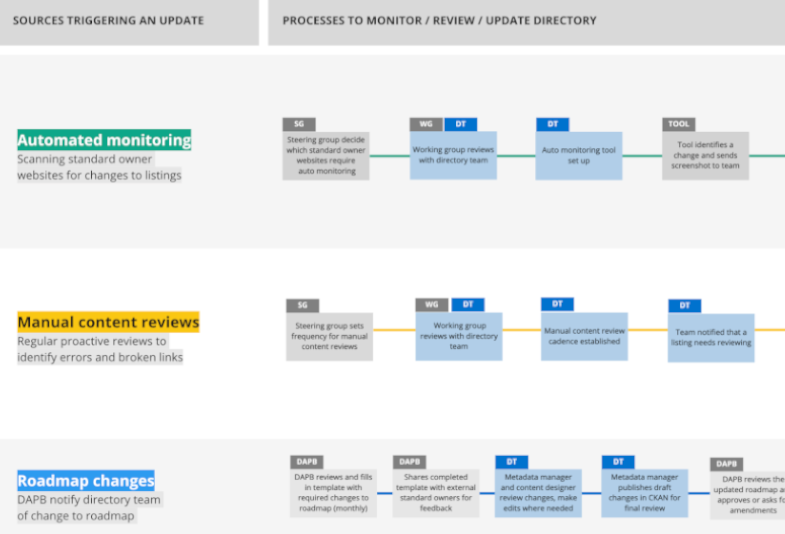 SOURCES TRIGGERING AN UPDATE
PROCESSES TO MONITOR / REVIEW / UPDATE DIRECTORY
Automated monitoring
Scanning standard owner
websites for changes to listings
SG
Steering group decide
which standard owner
websites require
auto monitoring
WG DT
Working group reviews
with directory team
DT
Auto monitoring tool
set up
TOOL
Tool identifies a
change and sends
screenshot to team
Manual content reviews
Regular proactive reviews to
identify errors and broken links
SG
Steering group sets
frequency for manual
content reviews
WG DT
Working group
reviews with directory
team
DT
Manual content review
cadence established
DT
Team notified that a
listing needs reviewing
Roadmap changes
DAPB notify directory team
of change to roadmap
DAPB
DAPB reviews and fills
in template with
required changes to
roadmap (monthly)
DAPB
Shares completed
template with external
standard owners for
feedback
DT
Metadata manager
and content designer
review changes, make
edits where needed
DT
Metadata manager
publishes draft
changes in CKAN for
final review
DAPB
DAPB reviews the
updated roadmap
approves or asks
amendments